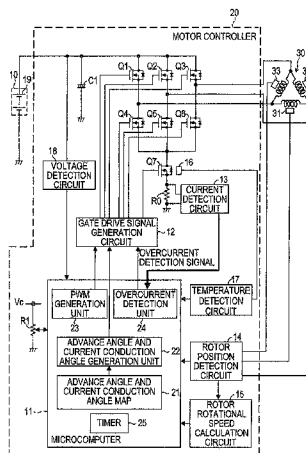 20
MOTOR CONTROLLER
Q1
Q2
Q3
30
10
19
C1
33
31
Q4
Q5
Q6
18
VOLTAGE
DETECTION
CIRCUIT
Q7
16
13
R0
CURRENT
DETECTION
CIRCUIT
GATE DRIVE SIGNAL
GENERATION
CIRCUIT
12
OVERCURRENT
DETECTION SIGNAL
17
TEMPERATURE
DETECTION
CIRCUIT
Vc
R1
PWM
GENERATION
UNIT
23
OVERCURRENT
DETECTION
UNIT
24
14
ADVANCE ANGLE AND
CURRENT CONDUCTION
ANGLE GENERATION UNIT
22
ROTOR
POSITION
DETECTION
CIRCUIT
ADVANCE ANGLE AND
CURRENT CONDUCTION
ANGLE MAP
21
11
TIMER
25
MICROCOMPUTER
15
ROTOR
ROTATIONAL
SPEED
CALCULATION
CIRCUIT